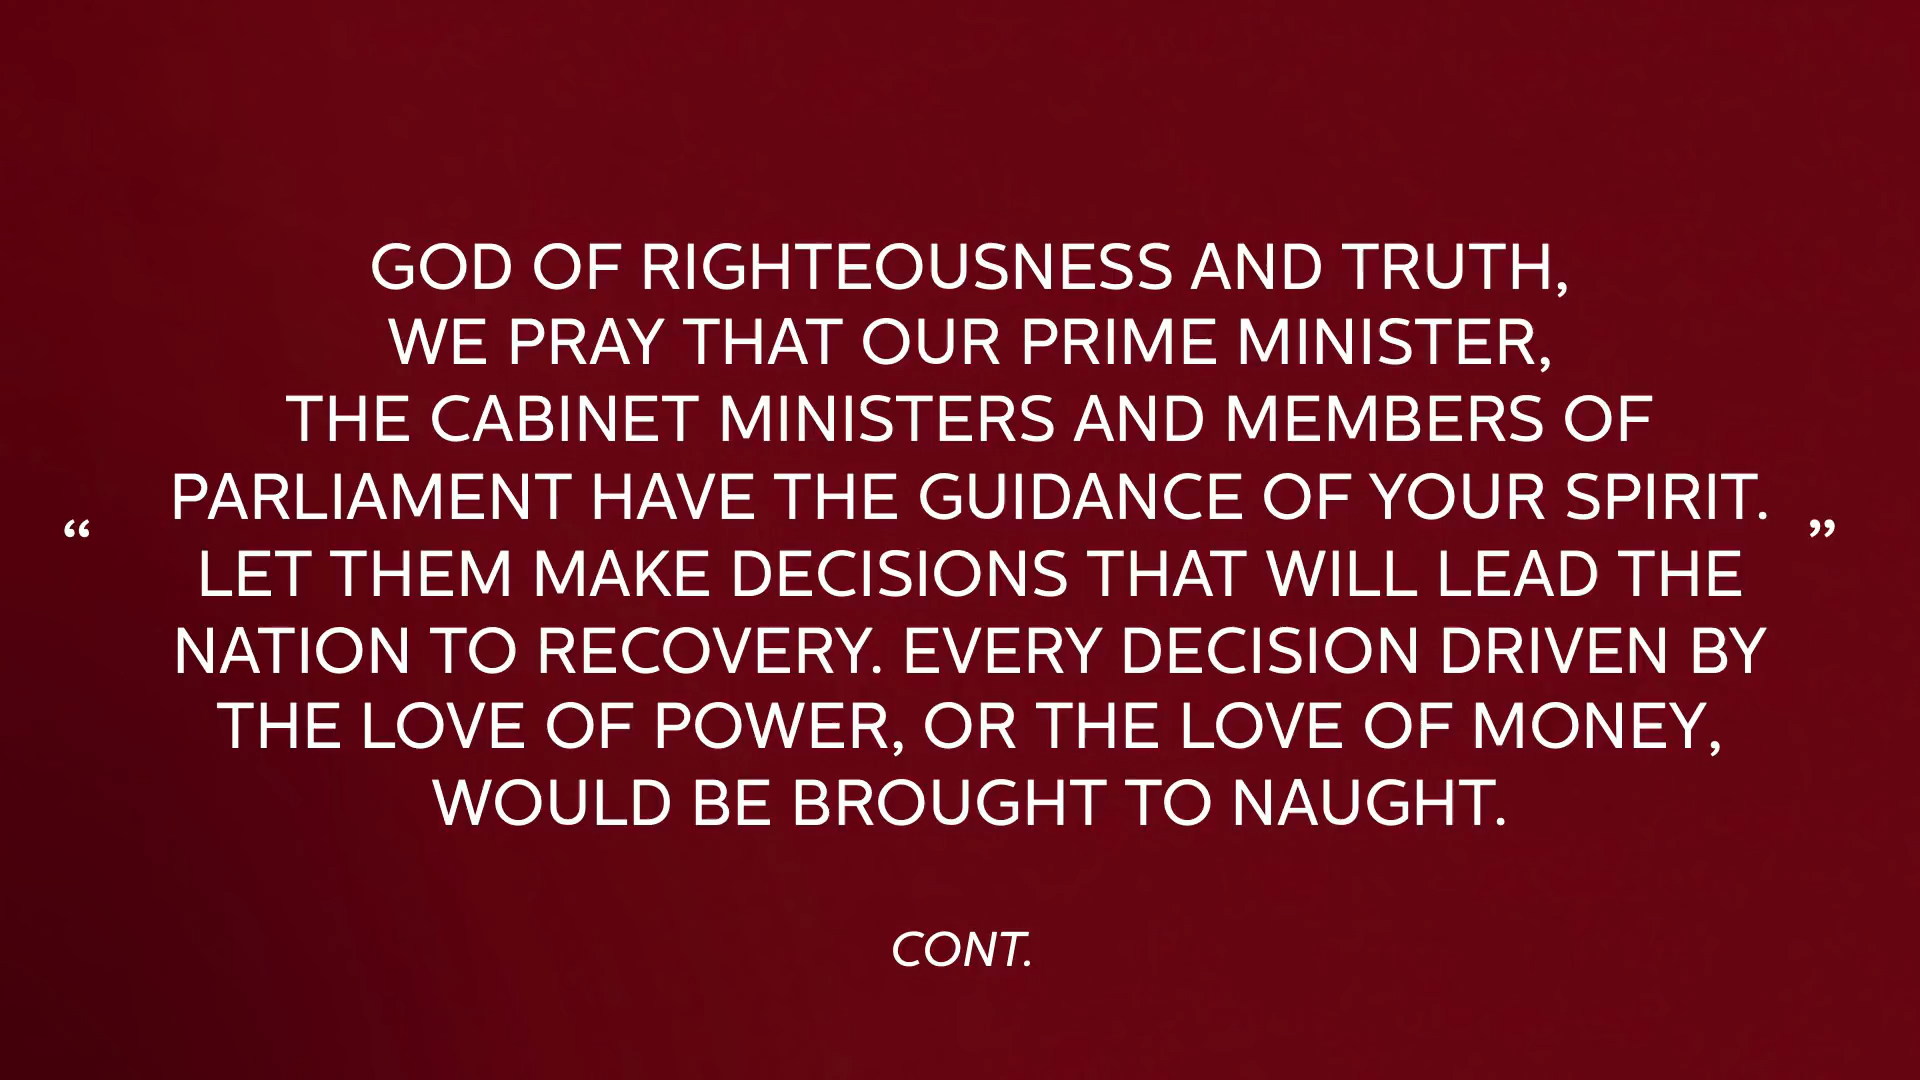 GOD OF RIGHTEOUSNESS AND TRUTH,
WE PRAY THAT OUR PRIME MINISTER,
THE CABINET MINISTERS AND MEMBERS OF
PARLIAMENT HAVE THE GUIDANCE OF YOUR SPIRIT.
“ LET THEM MAKE DECISIONS THAT WILL LEAD THE ”
NATION TO RECOVERY. EVERY DECISION DRIVEN BY
THE LOVE OF POWER, OR THE LOVE OF MONEY,
WOULD BE BROUGHT TO NAUGHT.
CONT.